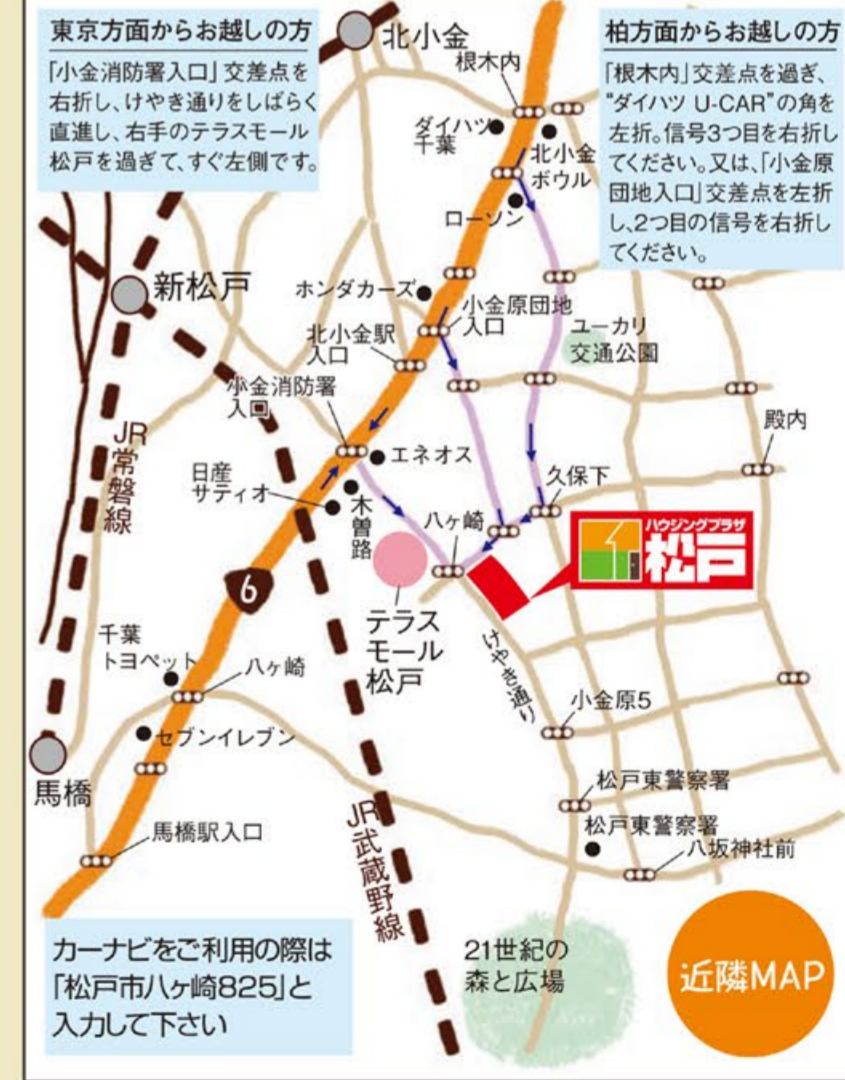 東京方面からお越しの方
「小金消防署入口」交差点を
右折し、けやき通りをしばらく
直進し、右手のテラスモール
松戸を過ぎて、すぐ左側です。
柏方面からお越しの方
「根木内」交差点を過ぎ、
“ダイハツ U-CAR”の角を
左折。信号3つ目を右折し
てください。又は、「小金原
団地入口」交差点を左折
し、2つ目の信号を右折し
てください。
北小金
根木内
ダイハツ
千葉
北小金
ボウル
ローソン
新松戸
ホンダカーズ
小金原団地
入口
北小金駅
入口
ユーカリ
交通公園
小金消防署
入口
殿内
JR
常磐線
エネオス
日産
サティオ
木曽路
久保下
八ヶ崎
ハウジングプラザ
松戸
6
テラス
モール
松戸
けやき通り
千葉
トヨペット
八ヶ崎
小金原5
セブンイレブン
馬橋
松戸東警察署
松戸東警察署
馬橋駅入口
八坂神社前
JR
武蔵野線
カーナビをご利用の際は
「松戸市八ヶ崎825」と
入力して下さい
21世紀の
森と広場
近隣MAP